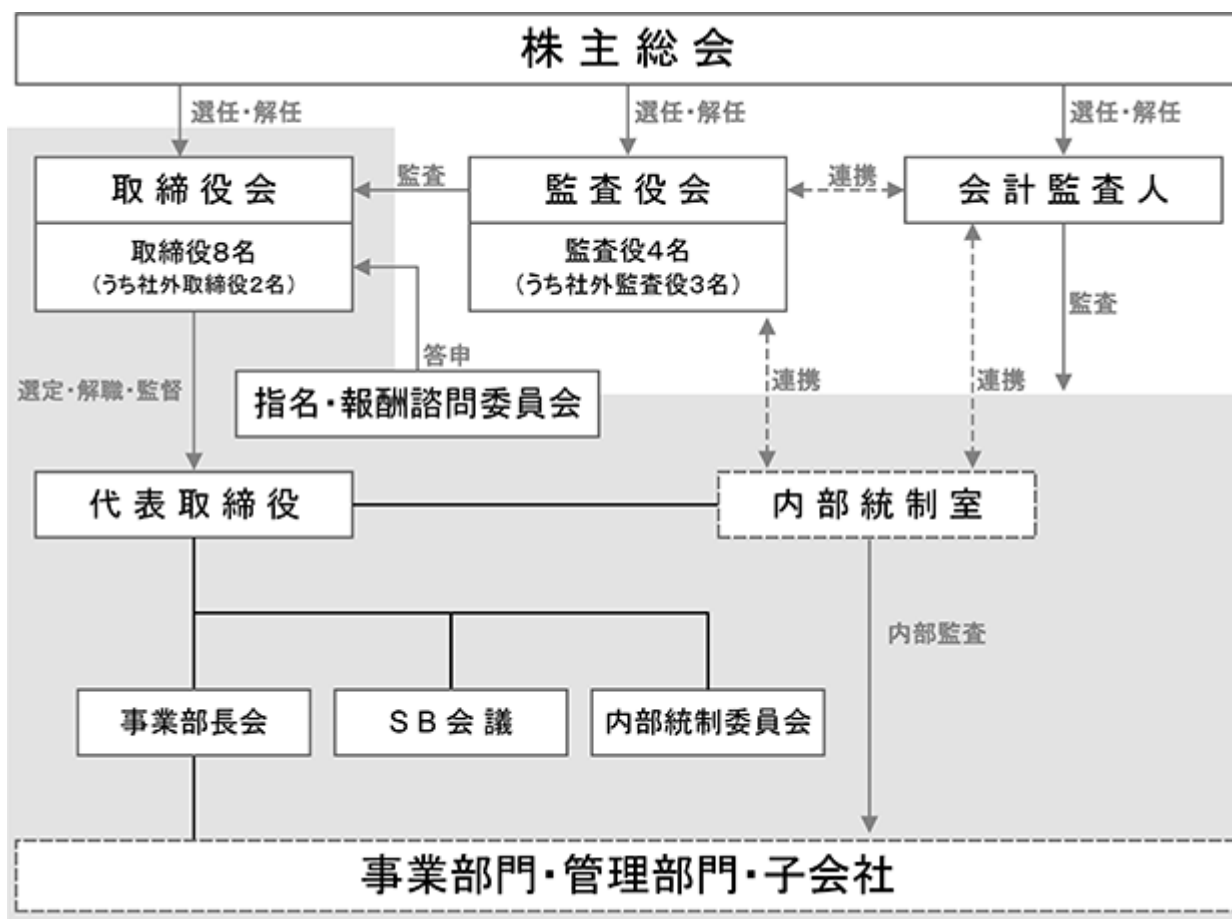 株主総会
選任・解任
選任・解任
選任・解任
取締役会
監査
監査役会
連携
会計監査人
取締役8名
(うち社外取締役2名)
監査役4名
(うち社外監査役3名)
監査
答申
選定・解職・監督
指名・報酬諮問委員会
連携
連携
代表取締役
内部統制室
内部監査
事業部長会
SB会議
内部統制委員会
事業部門・管理部門・子会社